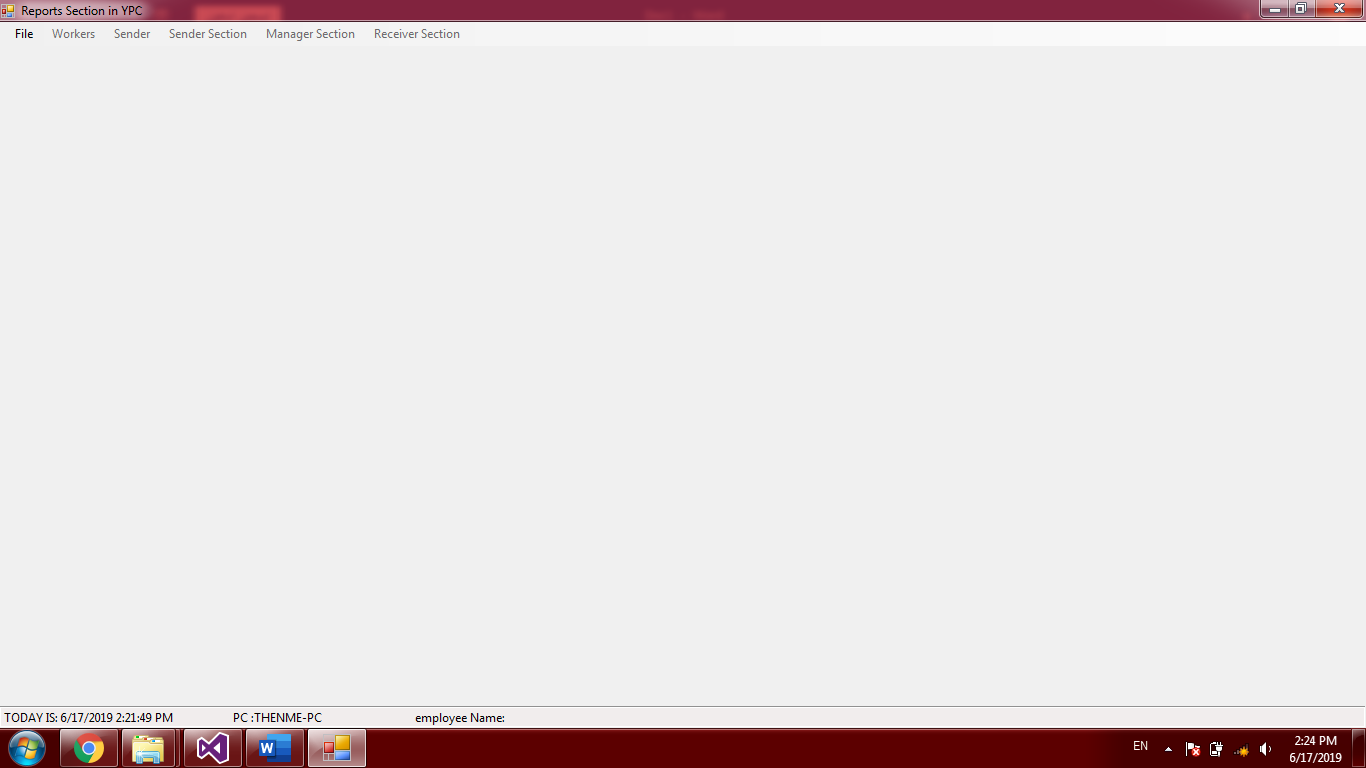 Reports Section in YPC
File Workers Sender Sender Section Manager Section Receiver Section
TODAY IS: 6/17/2019 2:21:49 PM PC :THENME-PC employee Name:
EN 2:24 PM
6/17/2019